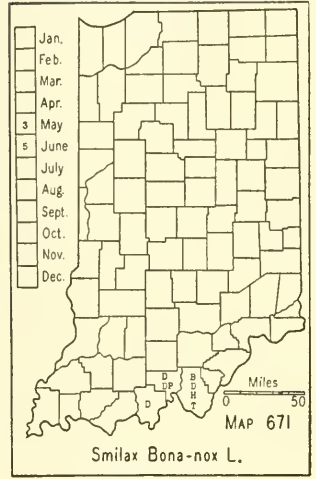 Jan.
Feb.
Mar.
Apr.
3 May
5 June
July
Aug.
Sept.
Oct.
Nov.
Dec.
D
DP
B
D
H
T
D
Miles
0 50
MAP 671
Smilax Bona-nox L.